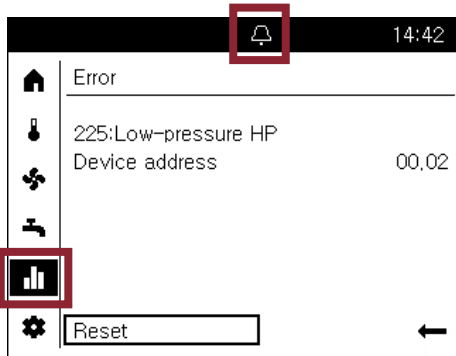 14:42
Error
225:Low-pressure HP
Device address 00,02
Reset